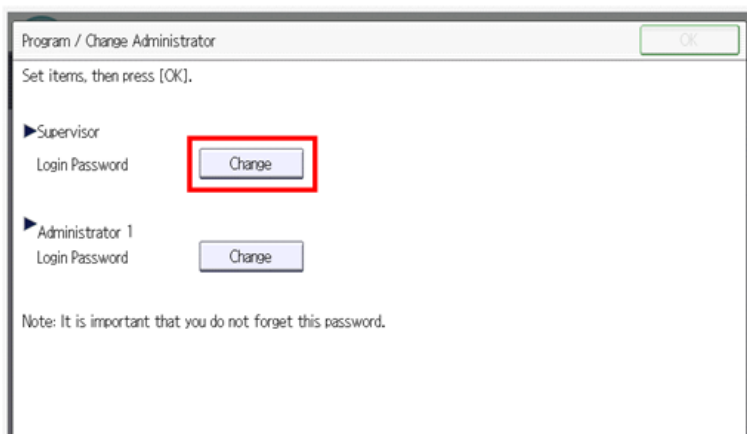 Program / Change Administrator OK
Set items, then press [OK].
Supervisor
Login Password Change
Administrator 1
Login Password Change
Note: It is important that you do not forget this password.